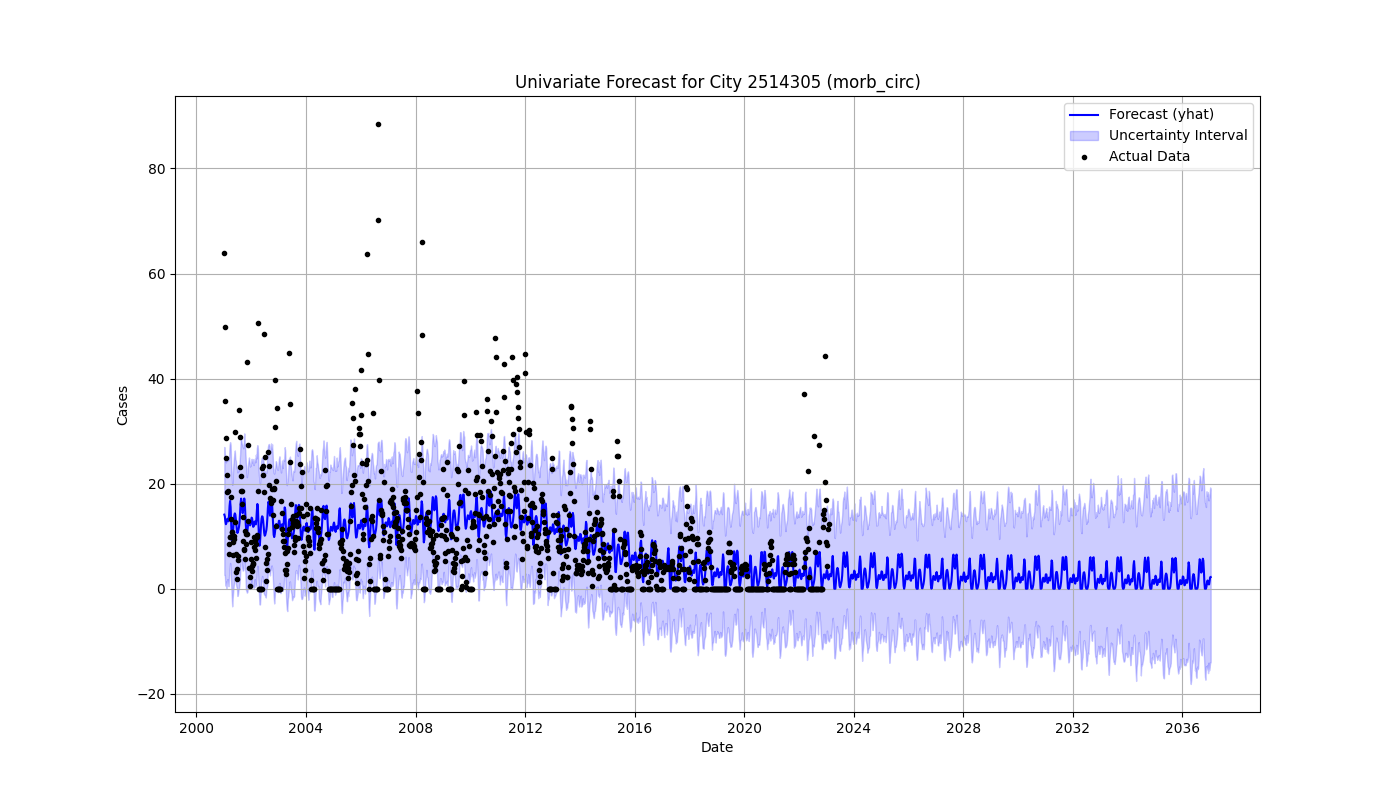 Univariate Forecast for City 2514305 (morb_circ)
Forecast (yhat)
Uncertainty Interval
Actual Data
Cases
80
60
40
20
0
−20
2000 2004 2008 2012 2016 2020 2024 2028 2032 2036
Date